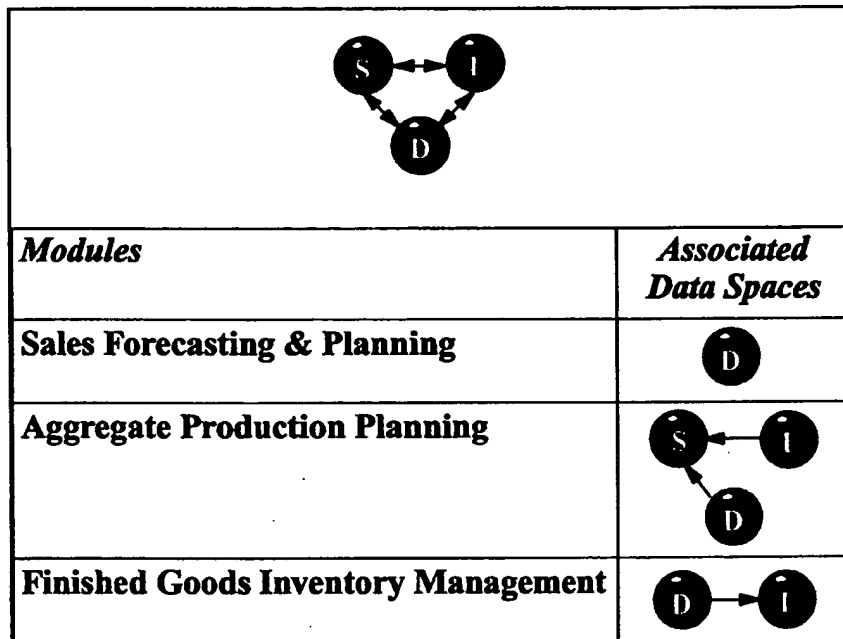 S I
D
Modules
Associated
Data Spaces
Sales Forecasting & Planning
D
Aggregate Production Planning
S I
D
Finished Goods Inventory Management
D I